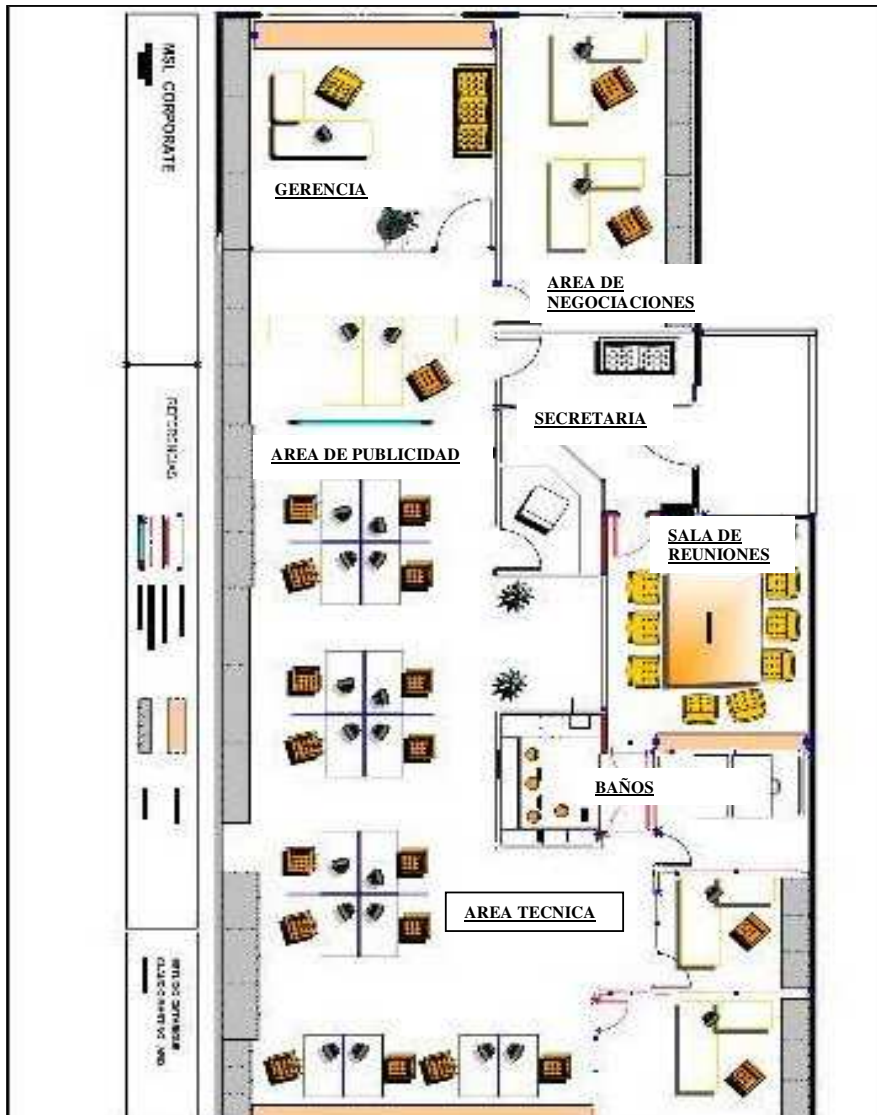 MSL CORPORATE
GERENCIA
AREA DE
NEGOCIACIONES
SECRETARIA
AREA DE PUBLICIDAD
SALA DE
REUNIONES
BAÑOS
AREA TECNICA